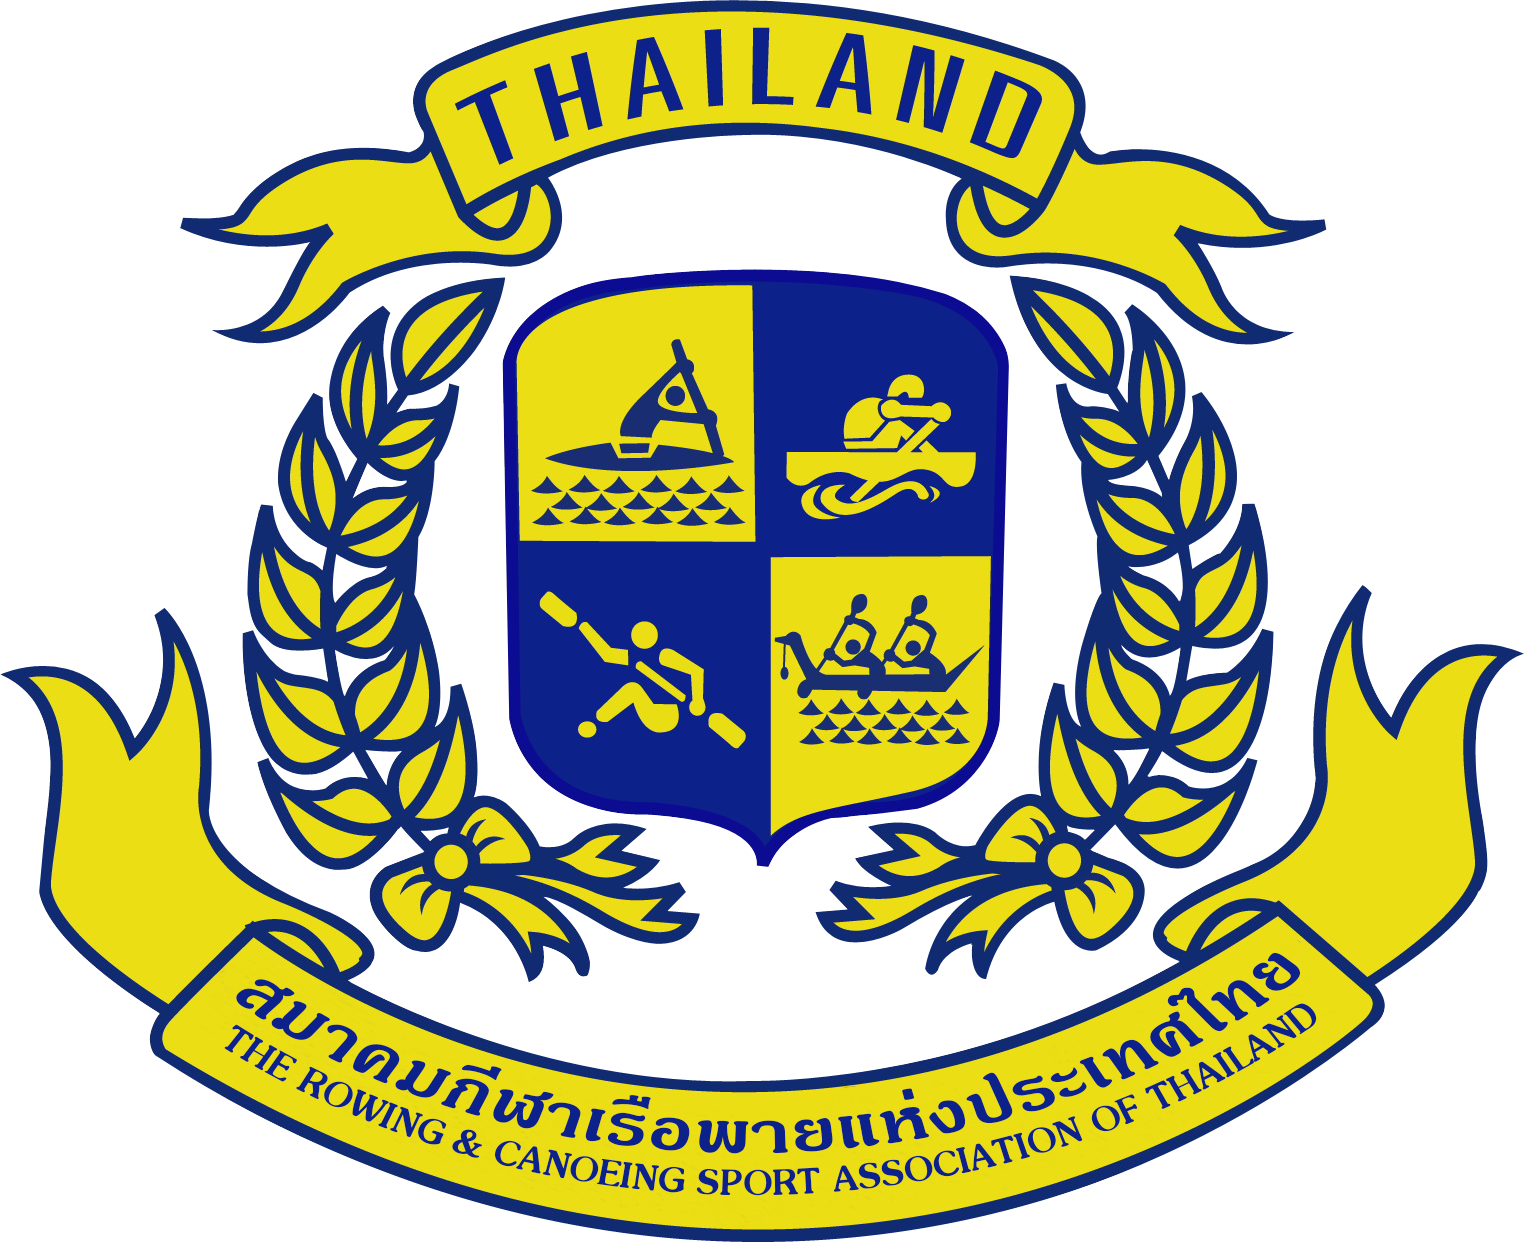 THAILAND
สมาคมกีฬาเรือพายแห่งประเทศไทย
THE ROWING & CANOEING SPORT ASSOCIATION OF THAILAND